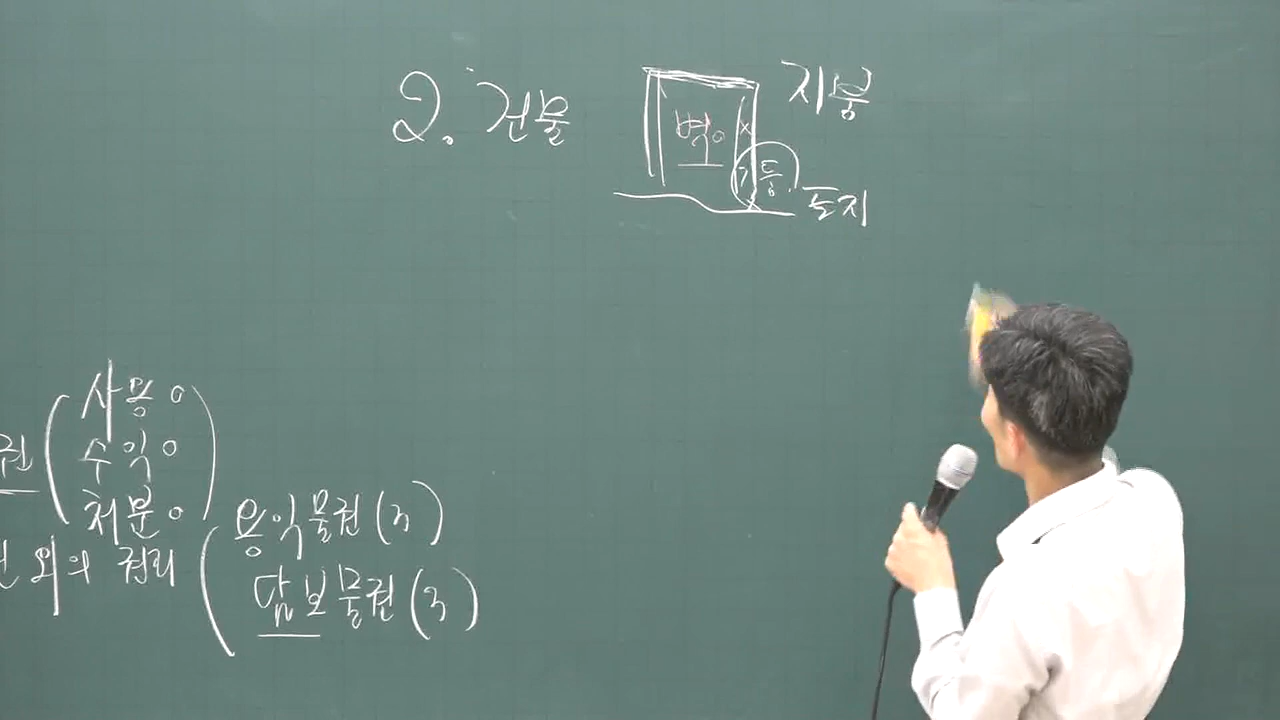 2. 건물
지붕
벽
기둥
토지
권
사용 o
수익 o
처분 o
외의 권리
용익물권 (3)
담보물권 (3)